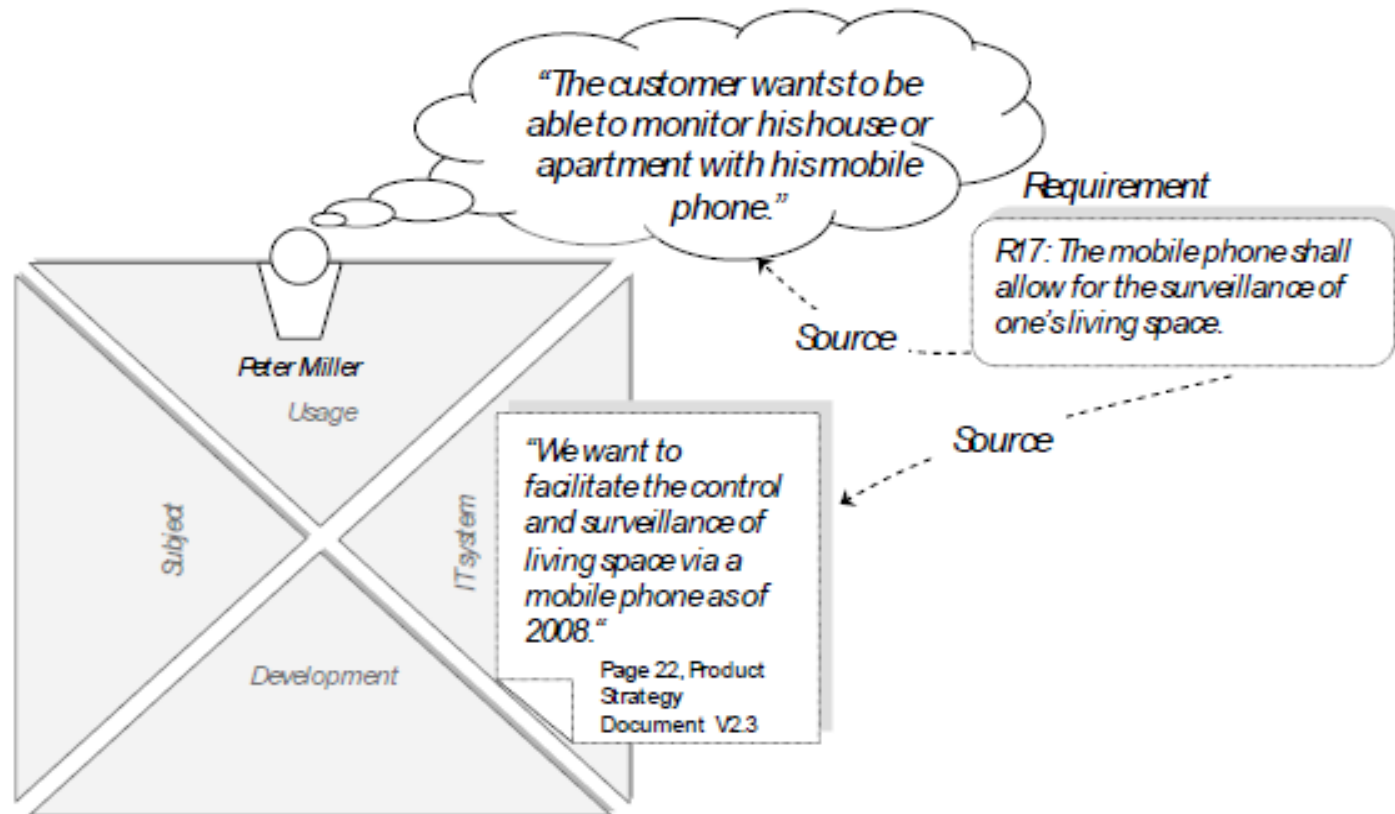 “The customer wants to be
able to monitor his house or
apartment with his mobile
phone.”
Requirement
R17: The mobile phone shall
allow for the surveillance of
one’s living space.
Source
Source
Peter Miller
Usage
Subject
IT system
Development
“We want to
facilitate the control
and surveillance of
living space via a
mobile phone as of
2008.“
Page 22, Product
Strategy
Document V2.3